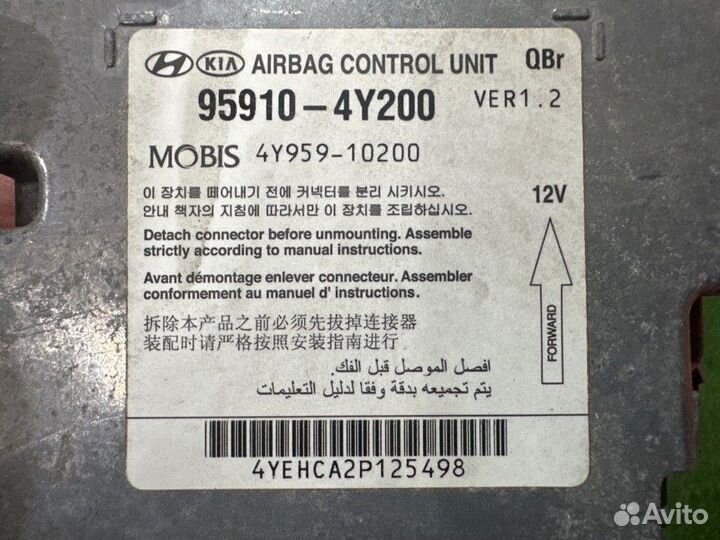 KIA AIRBAG CONTROL UNIT QBr
95910-4Y200 VER1.2
MOBIS 4Y959-10200
이 장치를 떼어내기 전에 커넥터를 분리 시키시오.
안내 책자의 지침에 따라서만 이 장치를 조립하십시오.
12V
Detach connector before unmounting. Assemble
strictly according to manual instructions.
Avant démontage enlever connecteur. Assembler
conformement au manuel d' instructions.
FORWARD
拆除本产品之前必须先拔掉连接器
装配时请严格按照安装指南进行
افصل الموصل قبل الفك.
يتم تجميعه بدقة وفقا لدليل التعليمات
4YEHCA2P125498
Avito